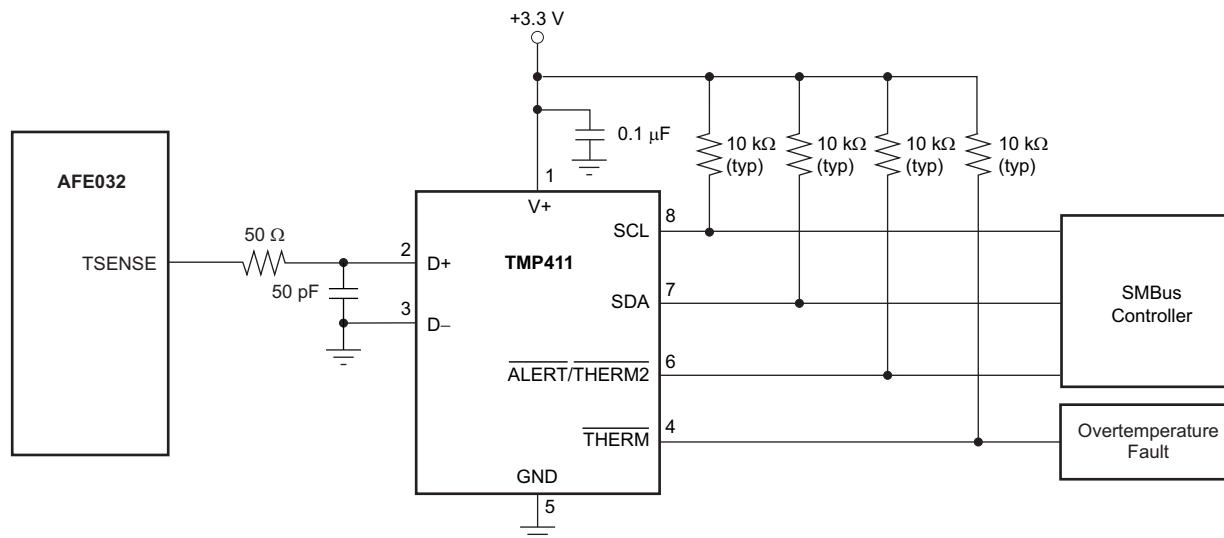 +3.3 V
0.1 μF
10 kΩ
(typ)
10 kΩ
(typ)
10 kΩ
(typ)
10 kΩ
(typ)
AFE032
TSENSE
50 Ω
50 pF
1
V+
2
D+
3
D−
TMP411
SCL
8
SDA
7
ALERT/THERM2
6
THERM
4
GND
5
SMBus
Controller
Overtemperature
Fault